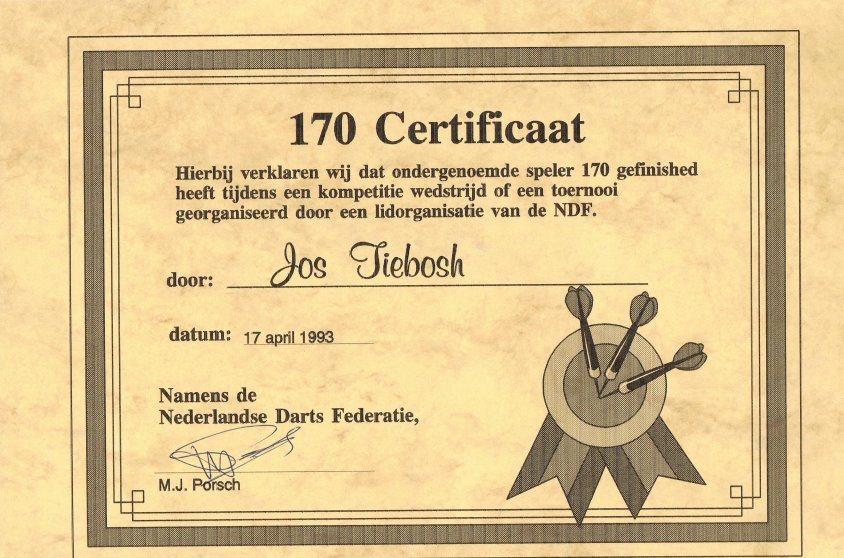 170 Certificaat
Hierbij verklaren wij dat ondergenoemde speler 170 gefinished
heeft tijdens een kompetitie wedstrijd of een toernooi
georganiseerd door een lidorganisatie van de NDF.
door: Jos Tiebosh
datum: 17 april 1993
Namens de
Nederlandse Darts Federatie,
M.J. Porsch